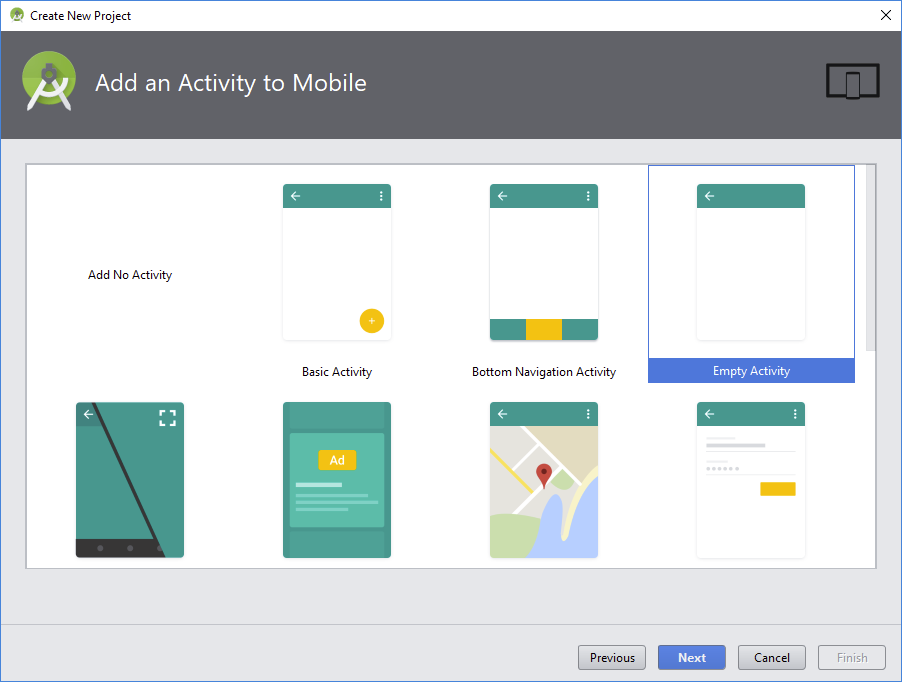 Create New Project
Add an Activity to Mobile
Add No Activity
Basic Activity
Bottom Navigation Activity
Empty Activity
Ad
Previous
Next
Cancel
Finish